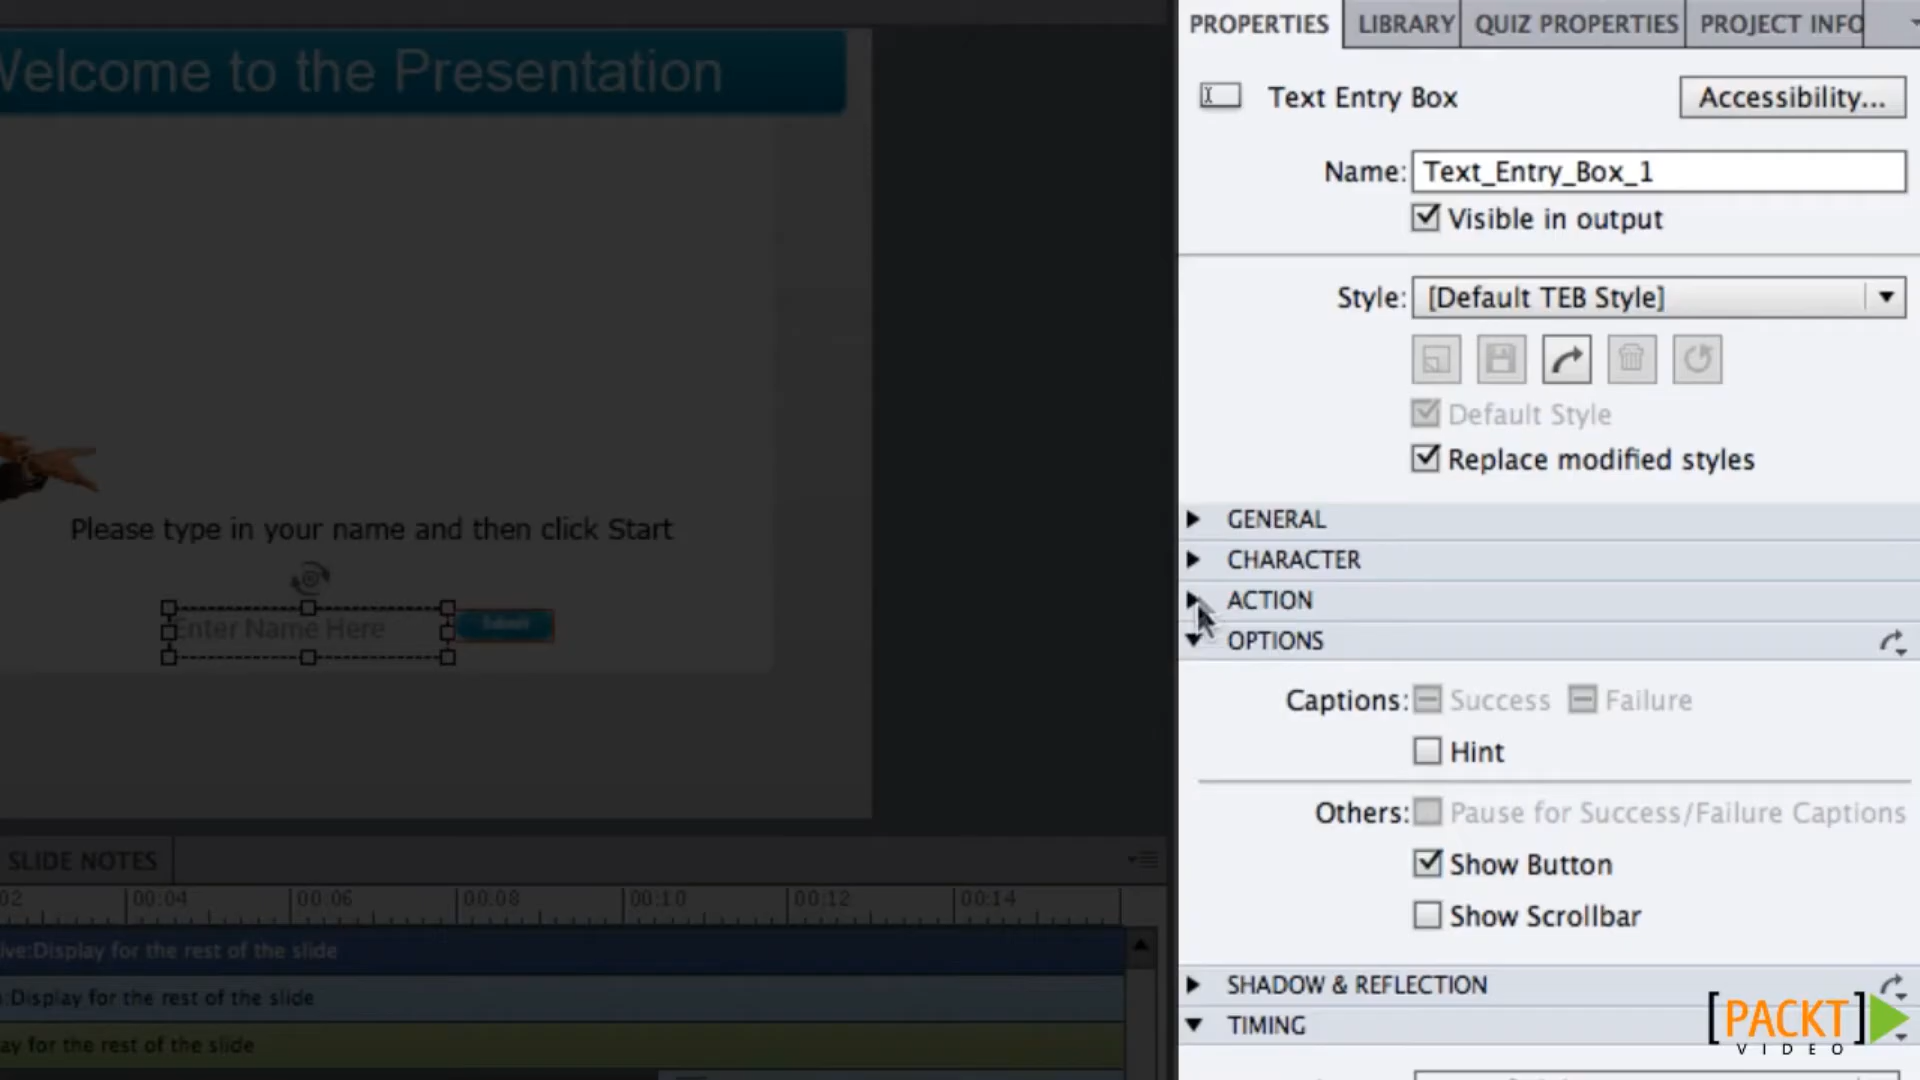 Welcome to the Presentation
Please type in your name and then click Start
Enter Name Here
Submit
SLIDE NOTES
02 00:04 00:06 00:08 00:10 00:12 00:14
ive:Display for the rest of the slide
:Display for the rest of the slide
ay for the rest of the slide
PROPERTIES LIBRARY QUIZ PROPERTIES PROJECT INFO
Text Entry Box Accessibility...
Name: Text_Entry_Box_1
Visible in output
Style: [Default TEB Style]
Default Style
Replace modified styles
GENERAL
CHARACTER
ACTION
OPTIONS
Captions: Success Failure
Hint
Others: Pause for Success/Failure Captions
Show Button
Show Scrollbar
SHADOW & REFLECTION
TIMING
[PACKT]
VIDEO